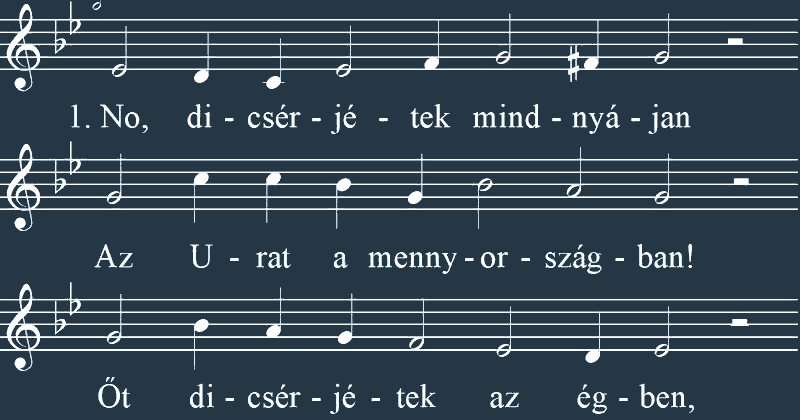 1. No, di - csér - jé - tek mind - nyá - jan
Az U - rat a menny - or - szág - ban!
Őt di - csér - jé - tek az ég - ben,